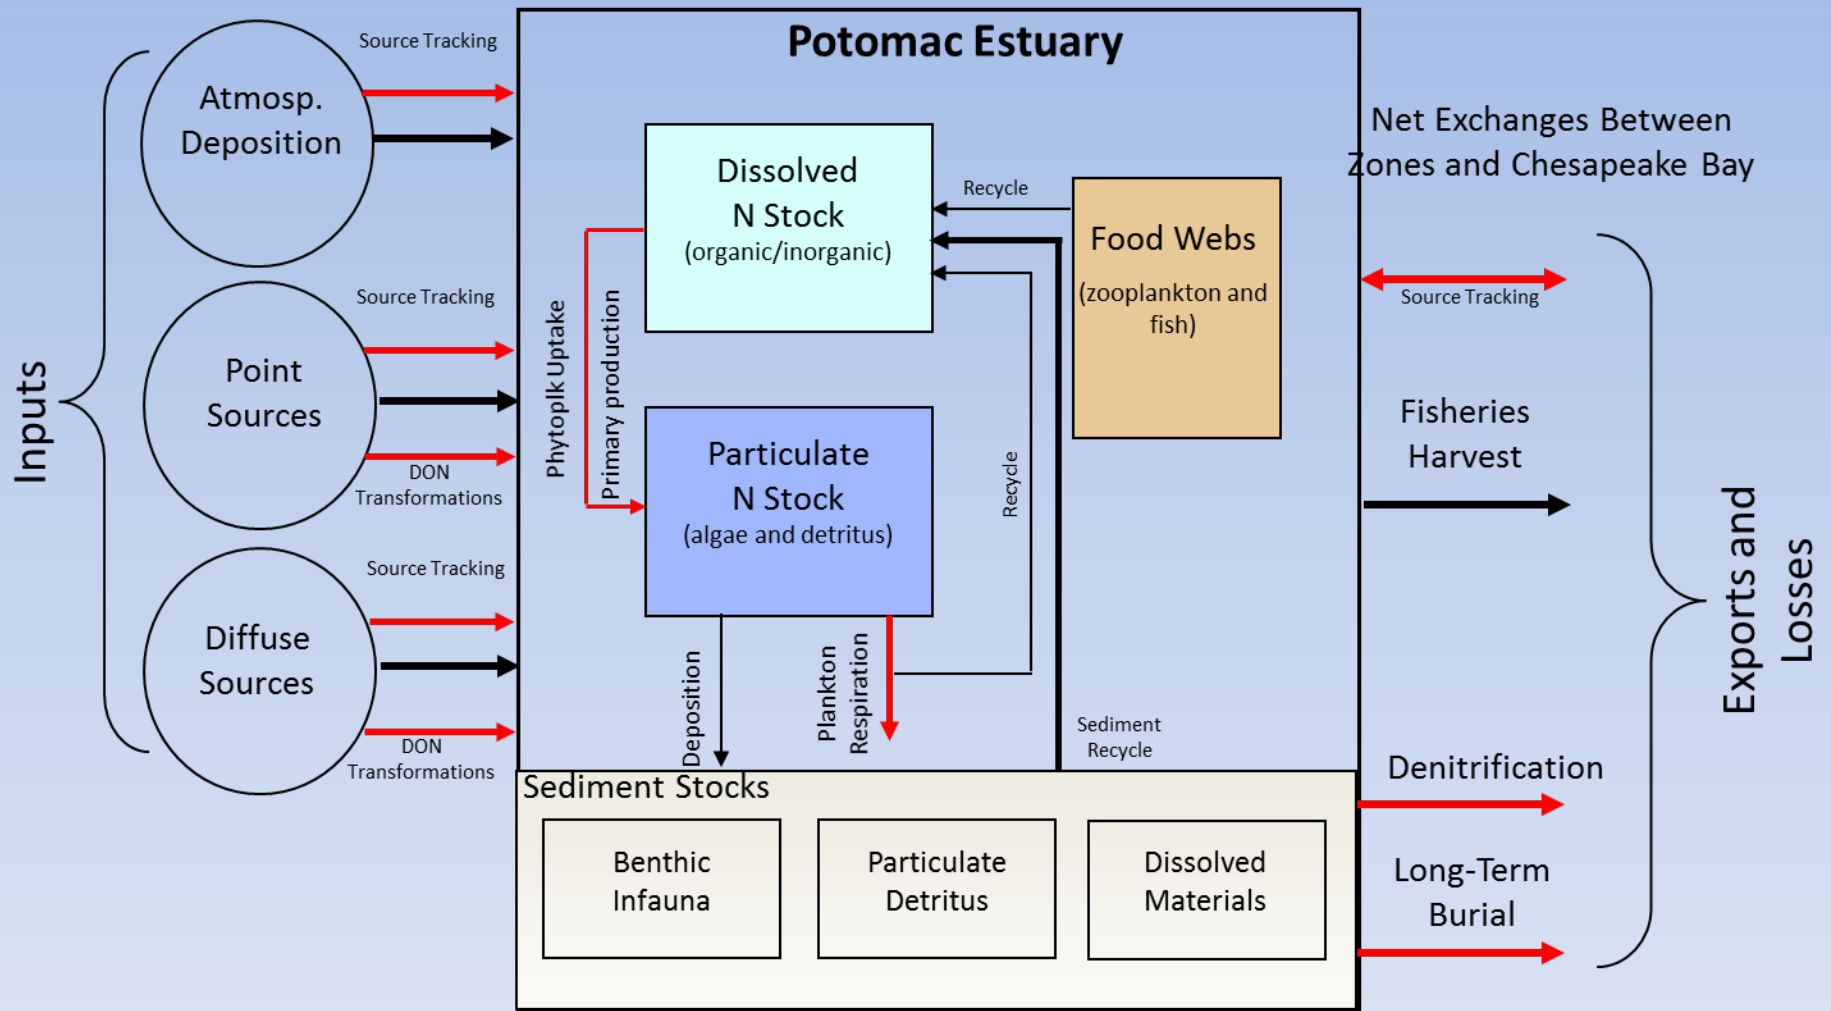 Potomac Estuary
Inputs
Source Tracking
Atmosp.
Deposition
Source Tracking
Point
Sources
DON
Transformations
Source Tracking
Diffuse
Sources
DON
Transformations
Dissolved
N Stock
(organic/inorganic)
Recycle
Food Webs
(zooplankton and
fish)
Phytoplk Uptake
Primary production
Particulate
N Stock
(algae and detritus)
Recycle
Deposition
Plankton
Respiration
Sediment
Recycle
Sediment Stocks
Benthic
Infauna
Particulate
Detritus
Dissolved
Materials
Net Exchanges Between
Zones and Chesapeake Bay
Source Tracking
Fisheries
Harvest
Denitrification
Long-Term
Burial
Exports and
Losses